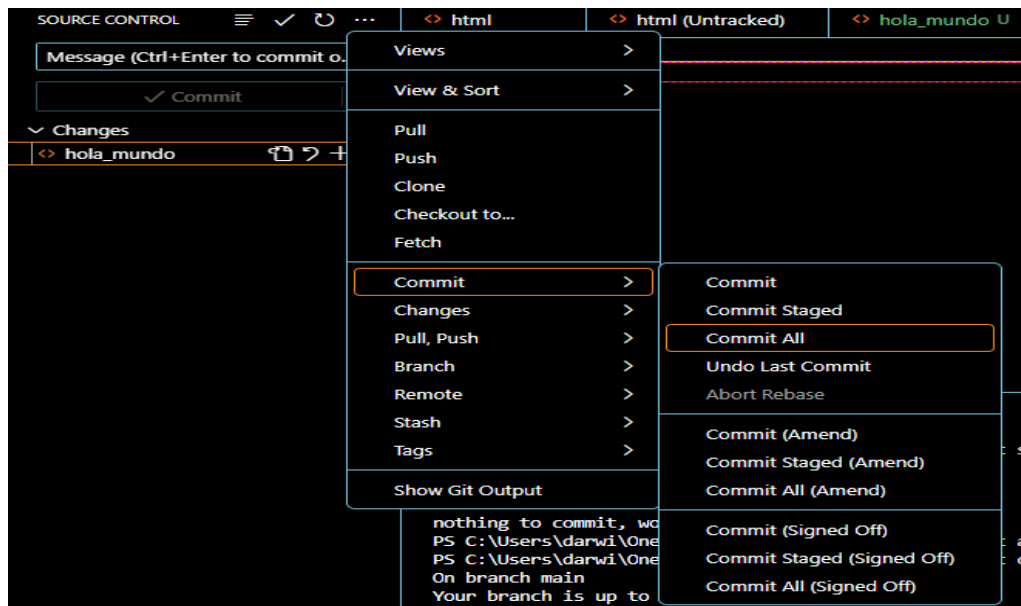 SOURCE CONTROL
html
html (Untracked)
hola_mundo U
Message (Ctrl+Enter to commit o.
Commit
Changes
hola_mundo
Views
View & Sort
Pull
Push
Clone
Checkout to...
Fetch
Commit
Changes
Pull, Push
Branch
Remote
Stash
Tags
Show Git Output
Commit
Commit Staged
Commit All
Undo Last Commit
Abort Rebase
Commit (Amend)
Commit Staged (Amend)
Commit All (Amend)
Commit (Signed Off)
Commit Staged (Signed Off)
Commit All (Signed Off)
nothing to commit, wo
PS C:\Users\darwi\One
PS C:\Users\darwi\One
On branch main
Your branch is up to